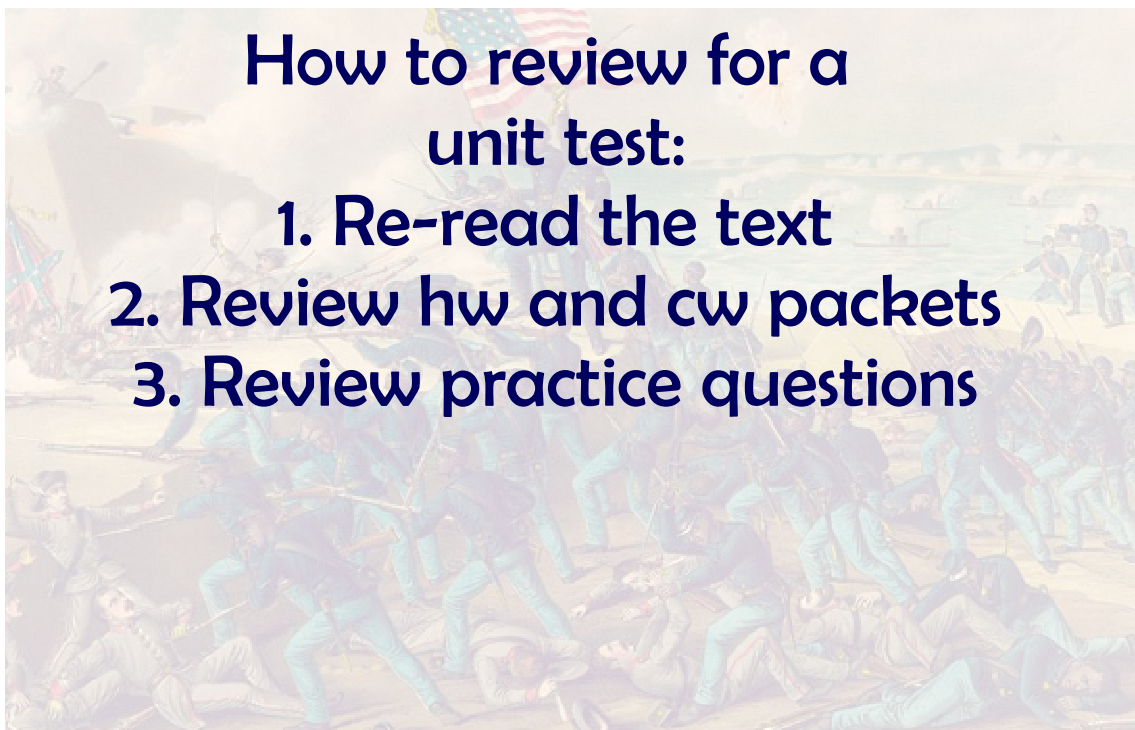 How to review for a
unit test:
1. Re-read the text
2. Review hw and cw packets
3. Review practice questions